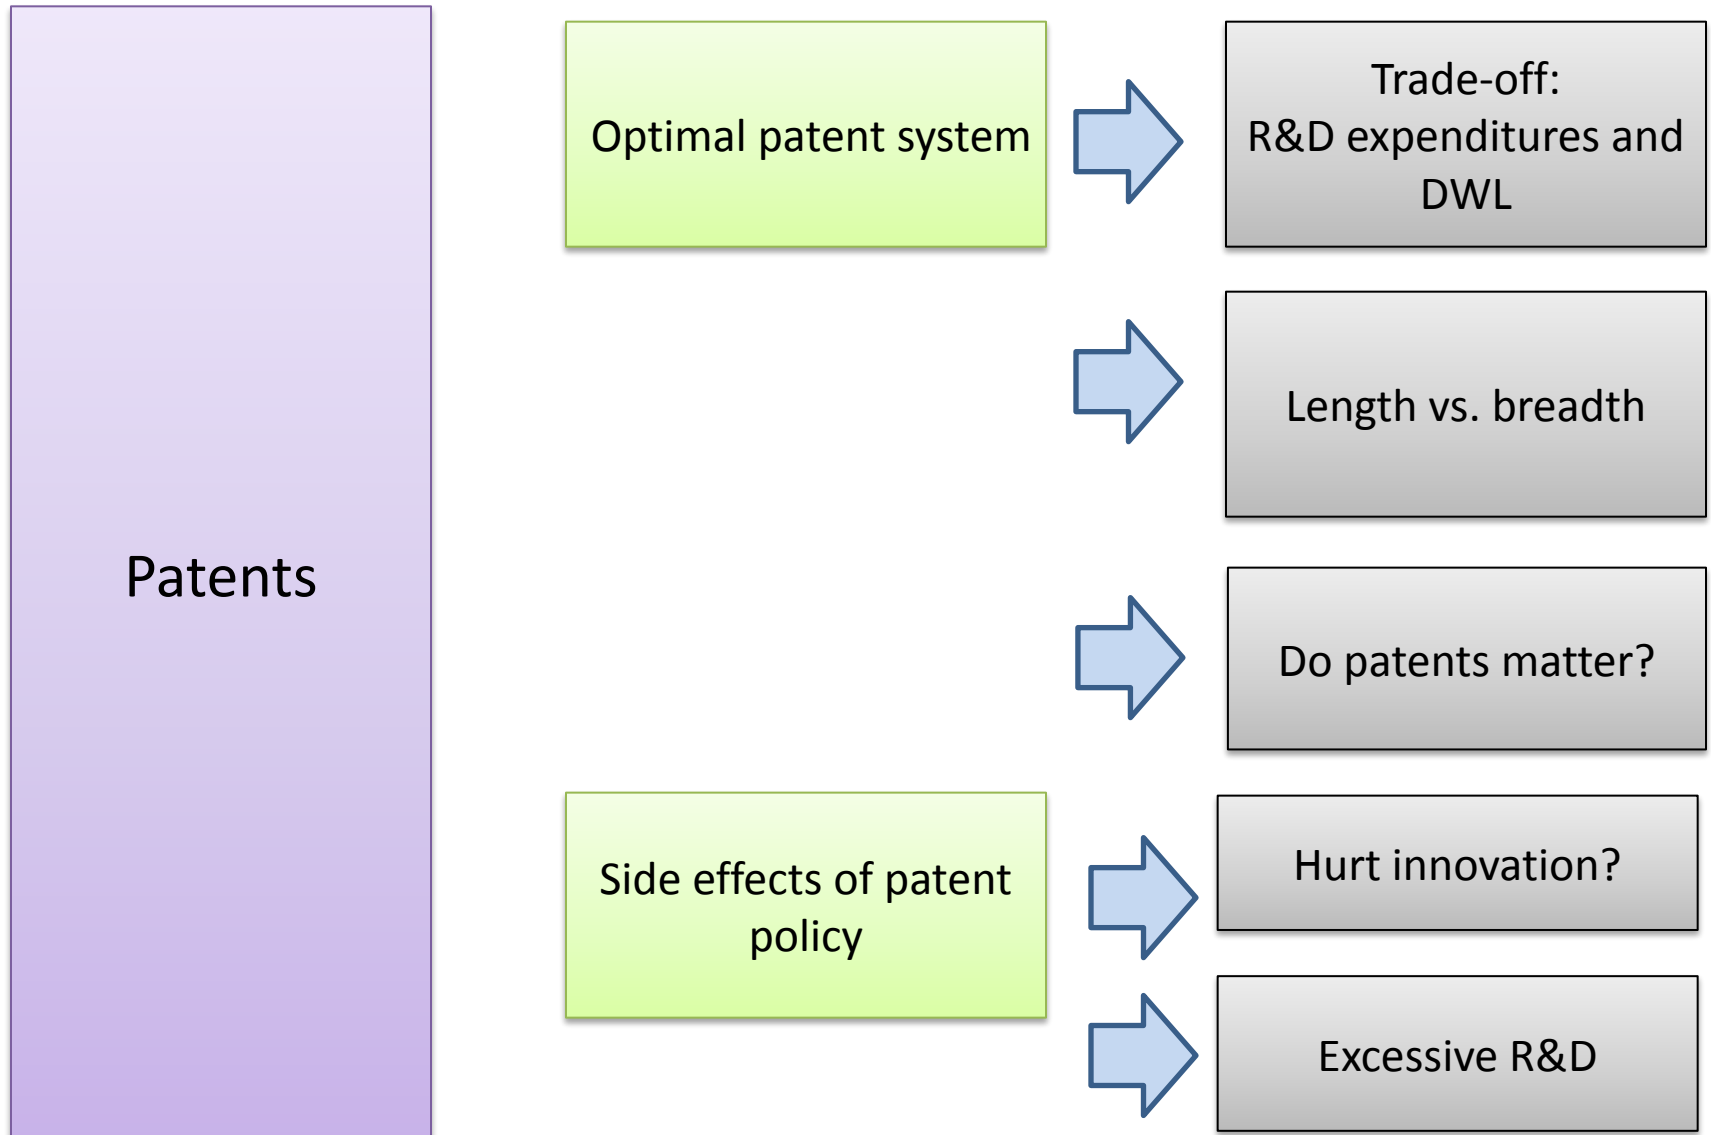 Patents
Optimal patent system
Trade-off:
R&D expenditures and
DWL
Length vs. breadth
Do patents matter?
Side effects of patent
policy
Hurt innovation?
Excessive R&D